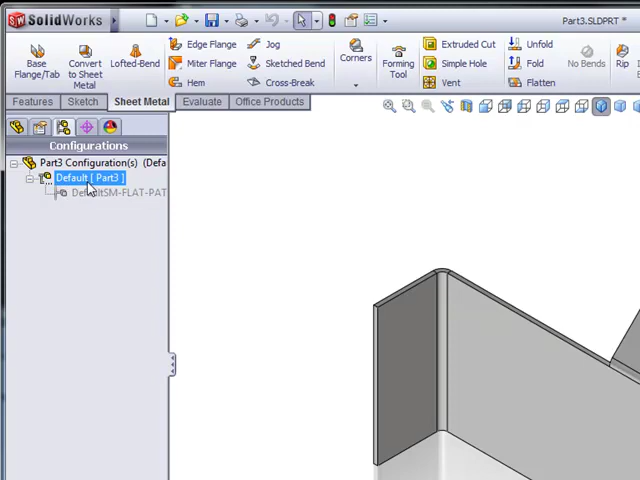 SolidWorks
Part3.SLDPRT *
Base Flange/Tab
Convert to Sheet Metal
Lofted-Bend
Edge Flange
Miter Flange
Hem
Jog
Sketched Bend
Cross-Break
Corners
Forming Tool
Extruded Cut
Simple Hole
Vent
Unfold
Fold
Flatten
No Bends
Rip
Features
Sketch
Sheet Metal
Evaluate
Office Products
Configurations
Part3 Configuration(s) (Defa
Default [ Part3 ]
DefaultSM-FLAT-PAT